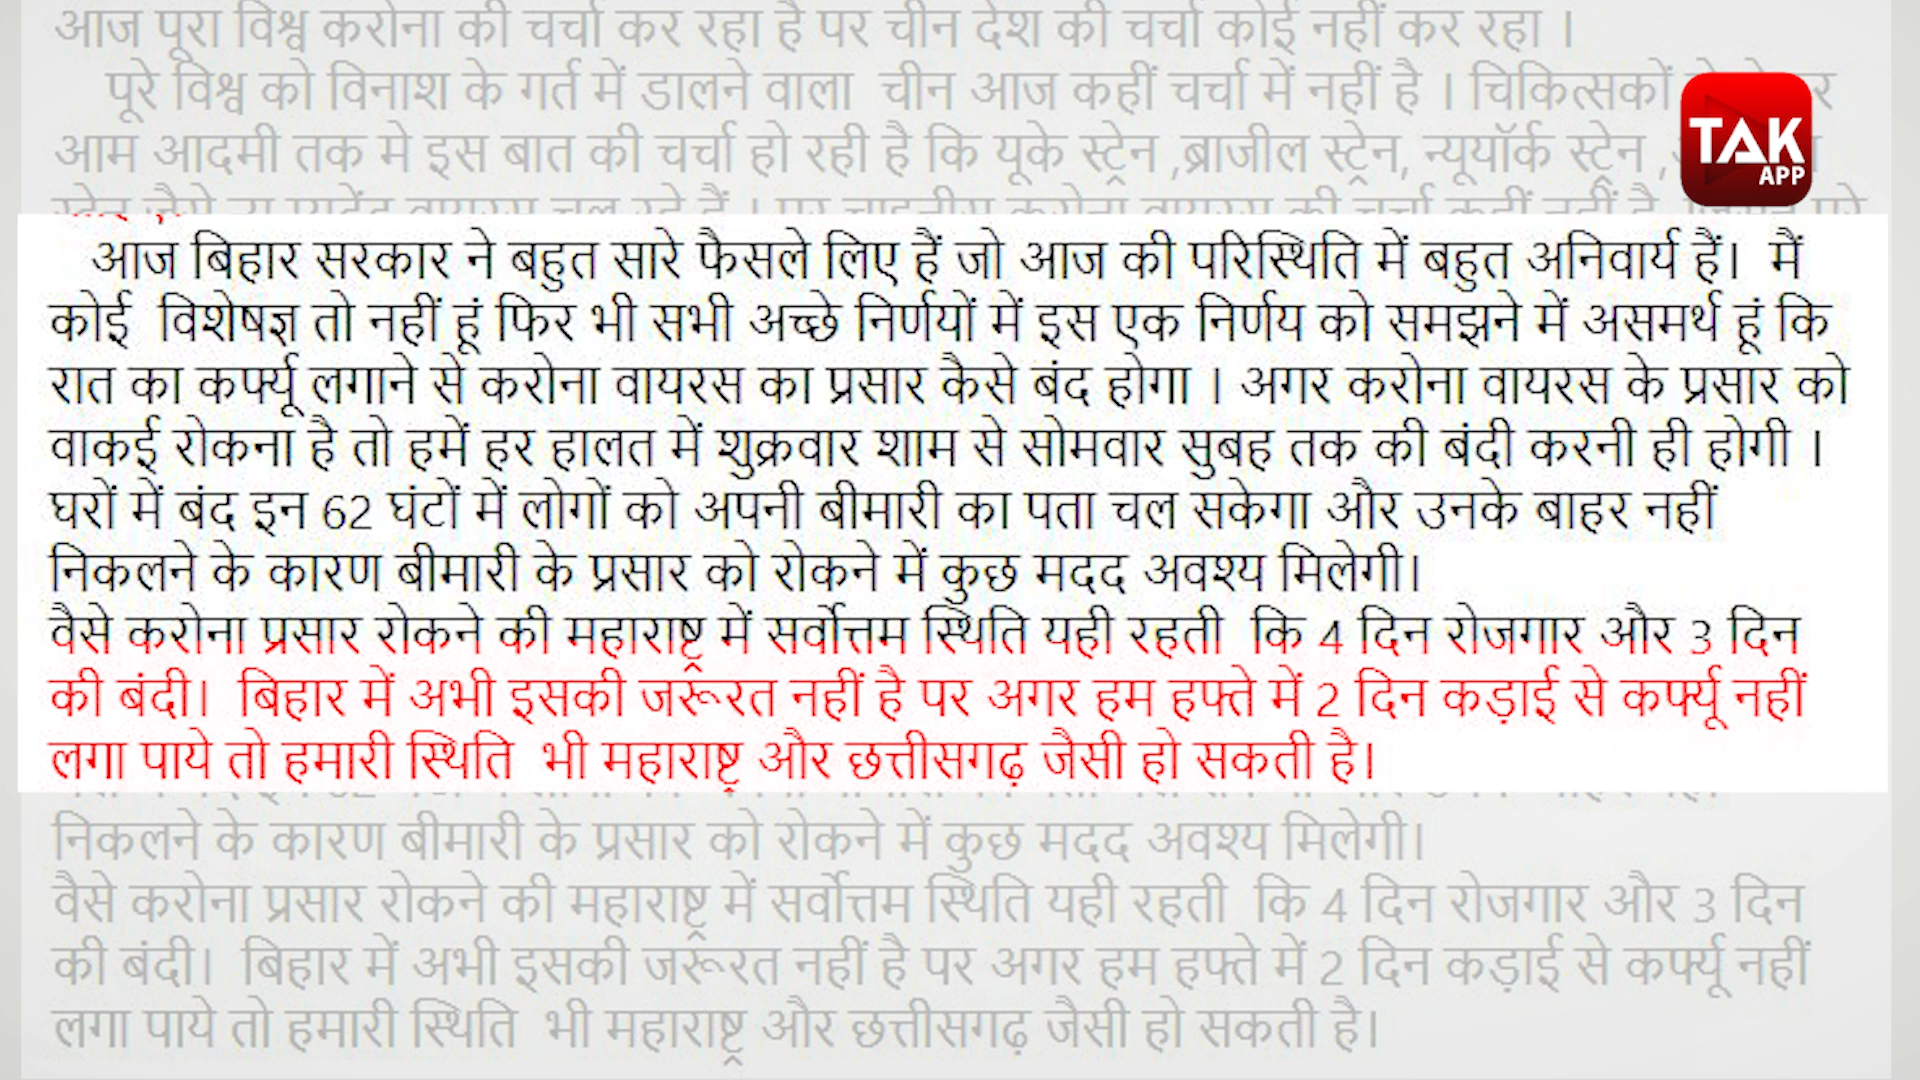 आज पूरा विश्व करोना की चर्चा कर रहा है पर चीन देश की चर्चा कोई नहीं कर रहा ।
पूरे विश्व को विनाश के गर्त में डालने वाला चीन आज कहीं चर्चा में नहीं है । चिकित्सकों
आम आदमी तक मे इस बात की चर्चा हो रही है कि यूके स्ट्रेन ,ब्राजील स्ट्रेन, न्यूयॉर्क स्ट्रेन ,
TAK
APP
आज बिहार सरकार ने बहुत सारे फैसले लिए हैं जो आज की परिस्थिति में बहुत अनिवार्य हैं। मैं
कोई विशेषज्ञ तो नहीं हूं फिर भी सभी अच्छे निर्णयों में इस एक निर्णय को समझने में असमर्थ हूं कि
रात का कर्फ्यू लगाने से करोना वायरस का प्रसार कैसे बंद होगा । अगर करोना वायरस के प्रसार को
वाकई रोकना है तो हमें हर हालत में शुक्रवार शाम से सोमवार सुबह तक की बंदी करनी ही होगी ।
घरों में बंद इन 62 घंटों में लोगों को अपनी बीमारी का पता चल सकेगा और उनके बाहर नहीं
निकलने के कारण बीमारी के प्रसार को रोकने में कुछ मदद अवश्य मिलेगी।
वैसे करोना प्रसार रोकने की महाराष्ट्र में सर्वोत्तम स्थिति यही रहती कि 4 दिन रोजगार और 3 दिन
की बंदी। बिहार में अभी इसकी जरूरत नहीं है पर अगर हम हफ्ते में 2 दिन कड़ाई से कर्फ्यू नहीं
लगा पाये तो हमारी स्थिति भी महाराष्ट्र और छत्तीसगढ़ जैसी हो सकती है।
निकलने के कारण बीमारी के प्रसार को रोकने में कुछ मदद अवश्य मिलेगी।
वैसे करोना प्रसार रोकने की महाराष्ट्र में सर्वोत्तम स्थिति यही रहती कि 4 दिन रोजगार और 3 दिन
की बंदी। बिहार में अभी इसकी जरूरत नहीं है पर अगर हम हफ्ते में 2 दिन कड़ाई से कर्फ्यू नहीं
लगा पाये तो हमारी स्थिति भी महाराष्ट्र और छत्तीसगढ़ जैसी हो सकती है।